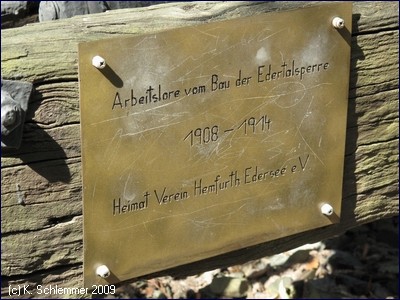 Arbeitslore vom Bau der Edertalsperre
1908 - 1914
Heimat Verein Hemfurth Edersee e.V
(c) K. Schlemmer 2009